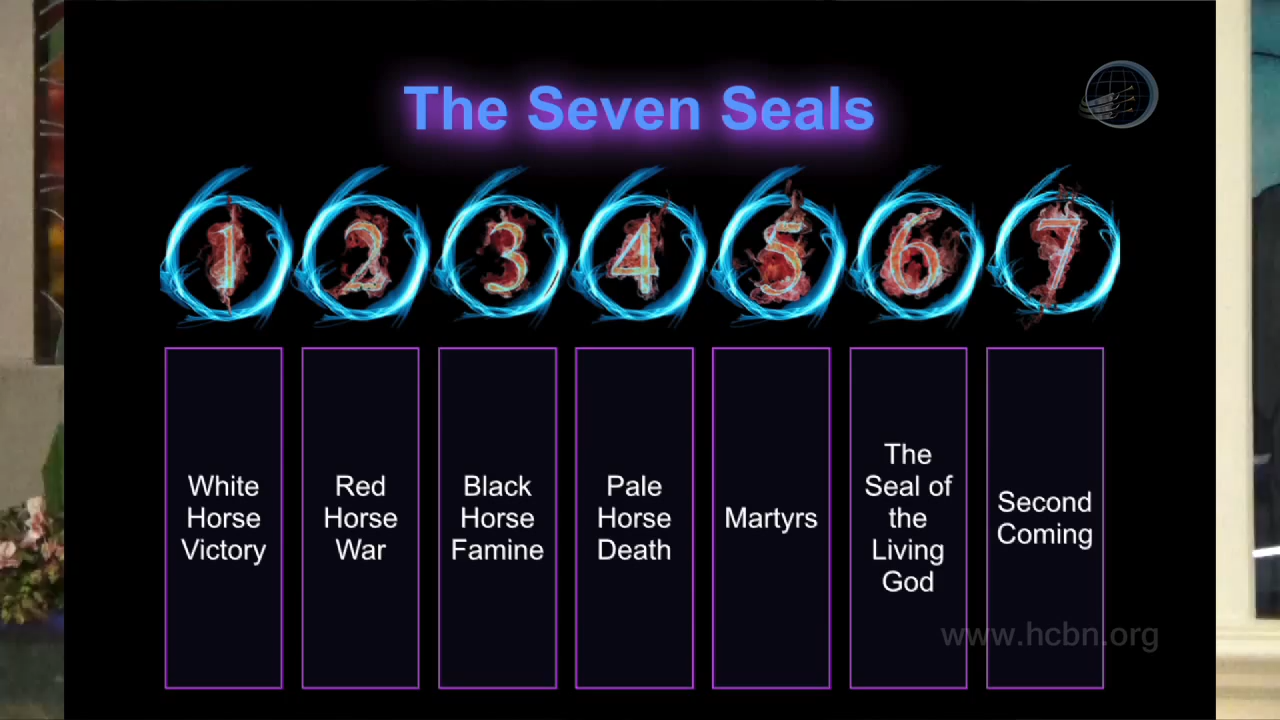 The Seven Seals
1 2 3 4 5 6 7
White
Horse
Victory
Red
Horse
War
Black
Horse
Famine
Pale
Horse
Death
Martyrs
The
Seal of
the
Living
God
Second
Coming
www.hcbn.org